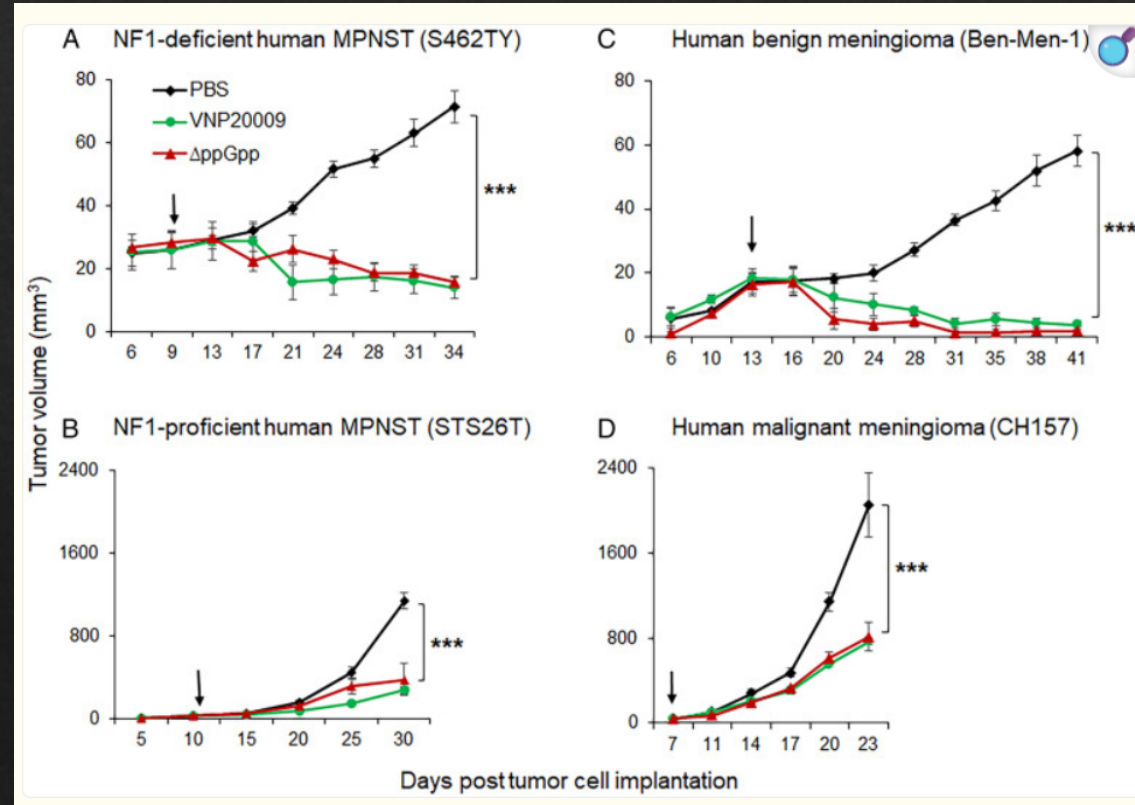 A NF1-deficient human MPNST (S462TY)
80
60
40
20
0
PBS
VNP20009
ΔppGpp
***
6 9 13 17 21 24 28 31 34
C Human benign meningioma (Ben-Men-1)
80
60
40
20
0
***
6 10 13 16 20 24 28 31 35 38 41
Tumor volume (mm³)
B NF1-proficient human MPNST (STS26T)
2400
1600
800
0
***
5 10 15 20 25 30
D Human malignant meningioma (CH157)
2400
1600
800
0
***
7 11 14 17 20 23
Days post tumor cell implantation